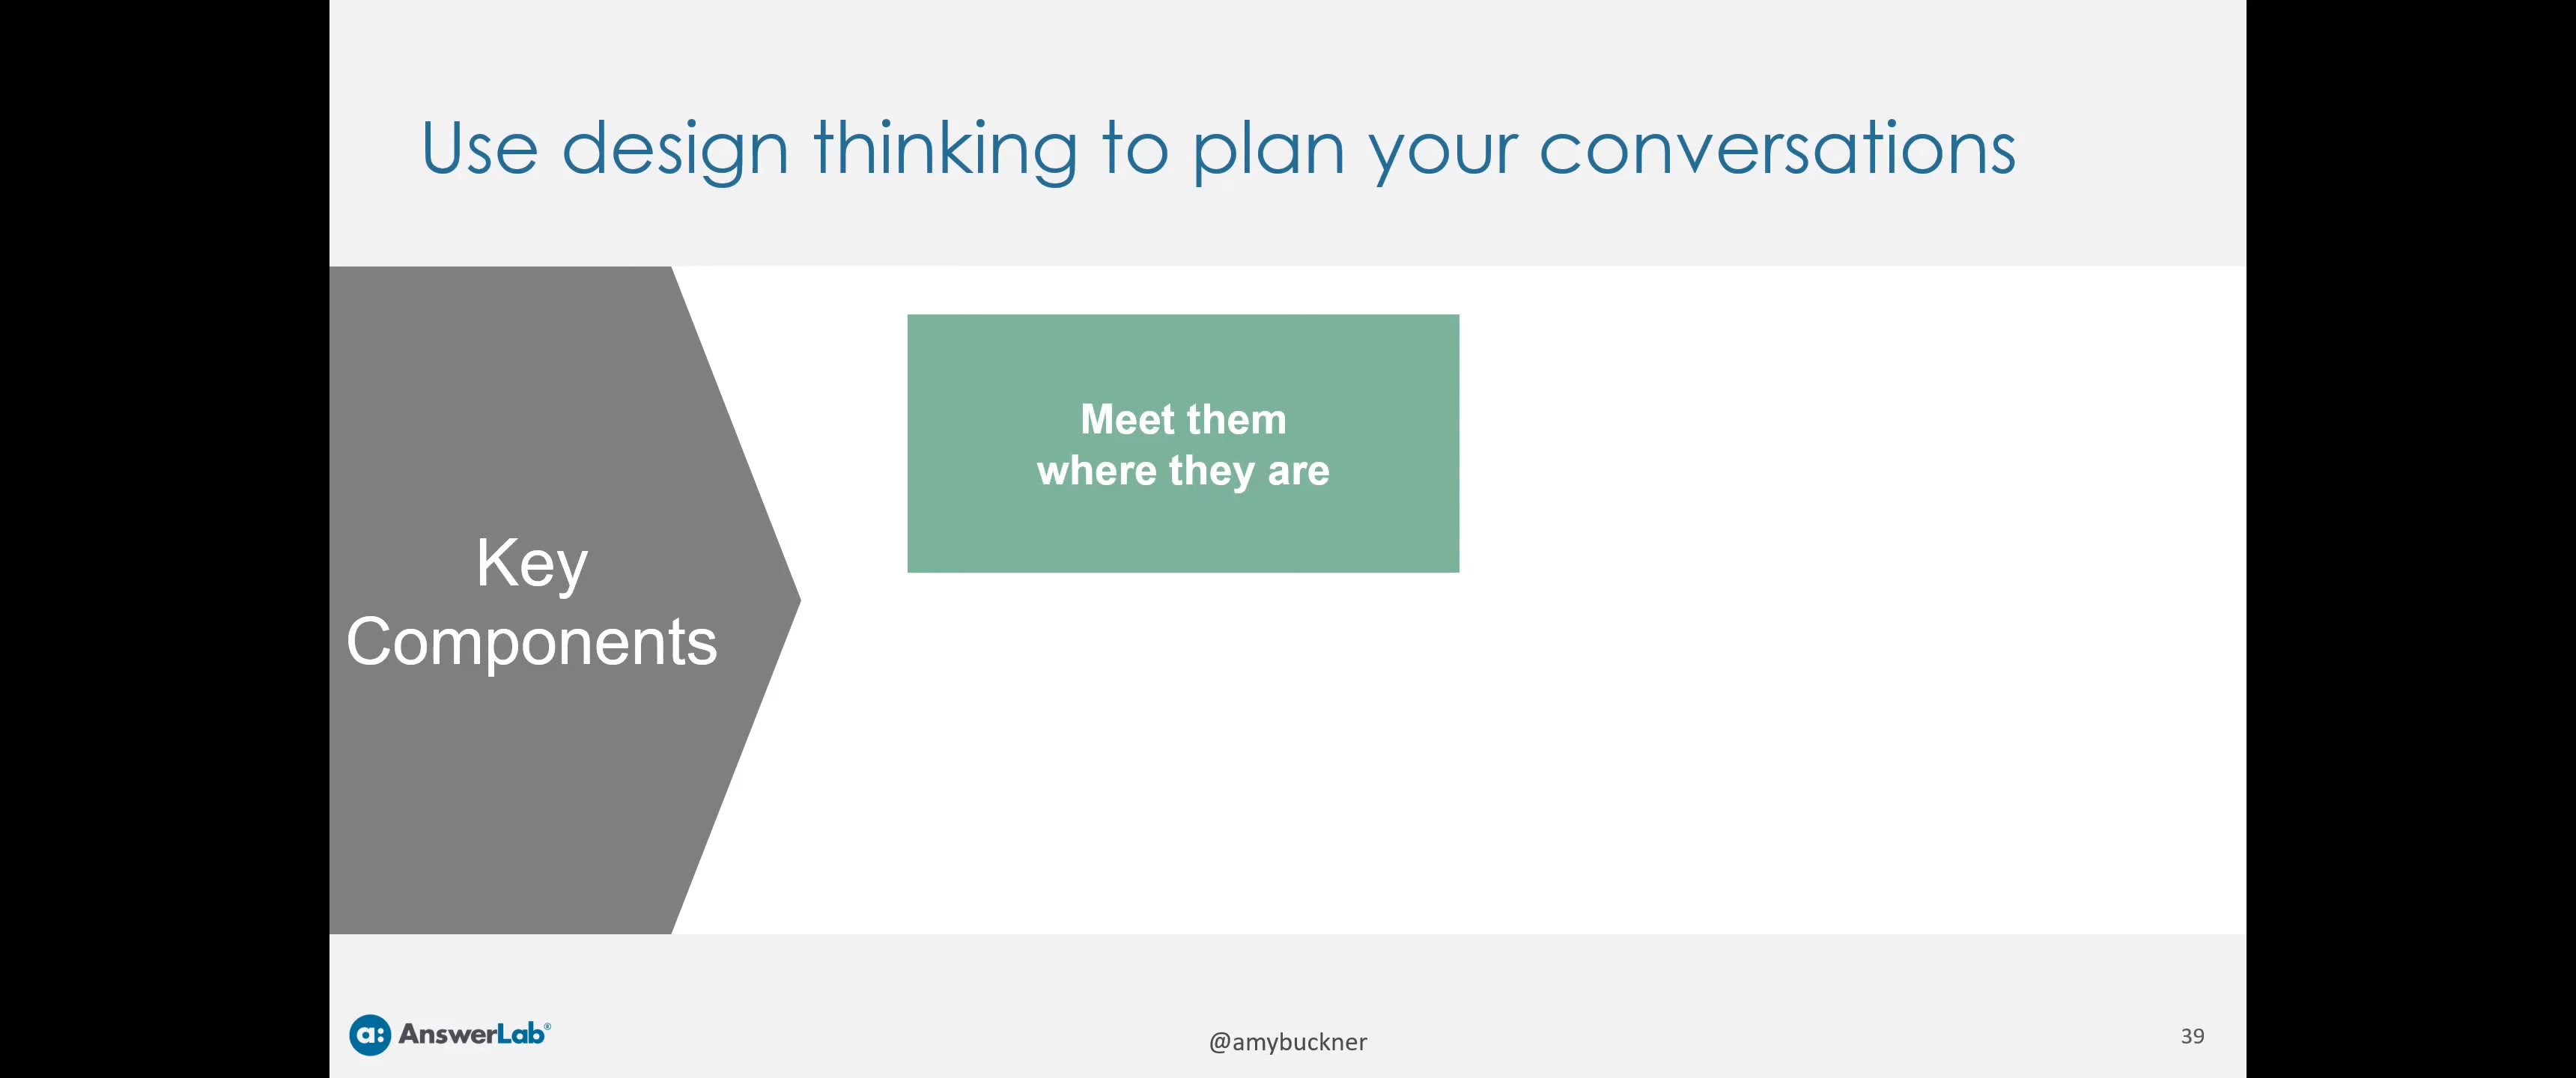 Use design thinking to plan your conversations
Key
Components
Meet them
where they are
a: AnswerLab®
@amybuckner
39